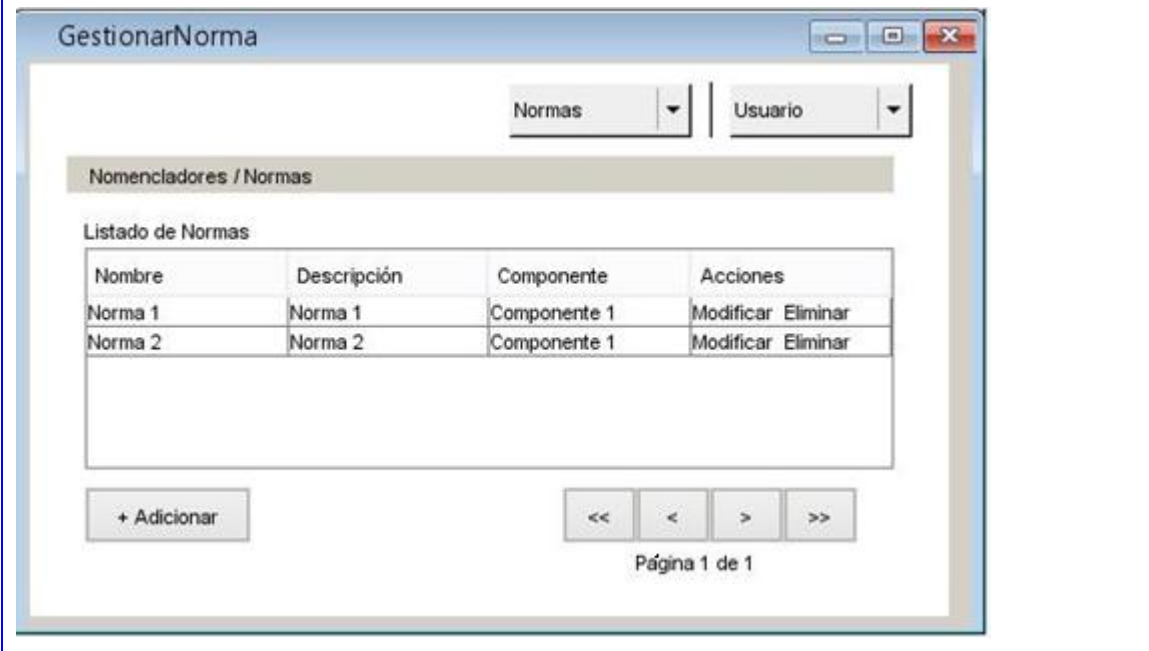 GestionarNorma
Normas Usuario
Nomencladores / Normas
Listado de Normas
Nombre Descripción Componente Acciones
Norma 1 Norma 1 Componente 1 Modificar Eliminar
Norma 2 Norma 2 Componente 1 Modificar Eliminar
+ Adicionar << < > >>
Página 1 de 1